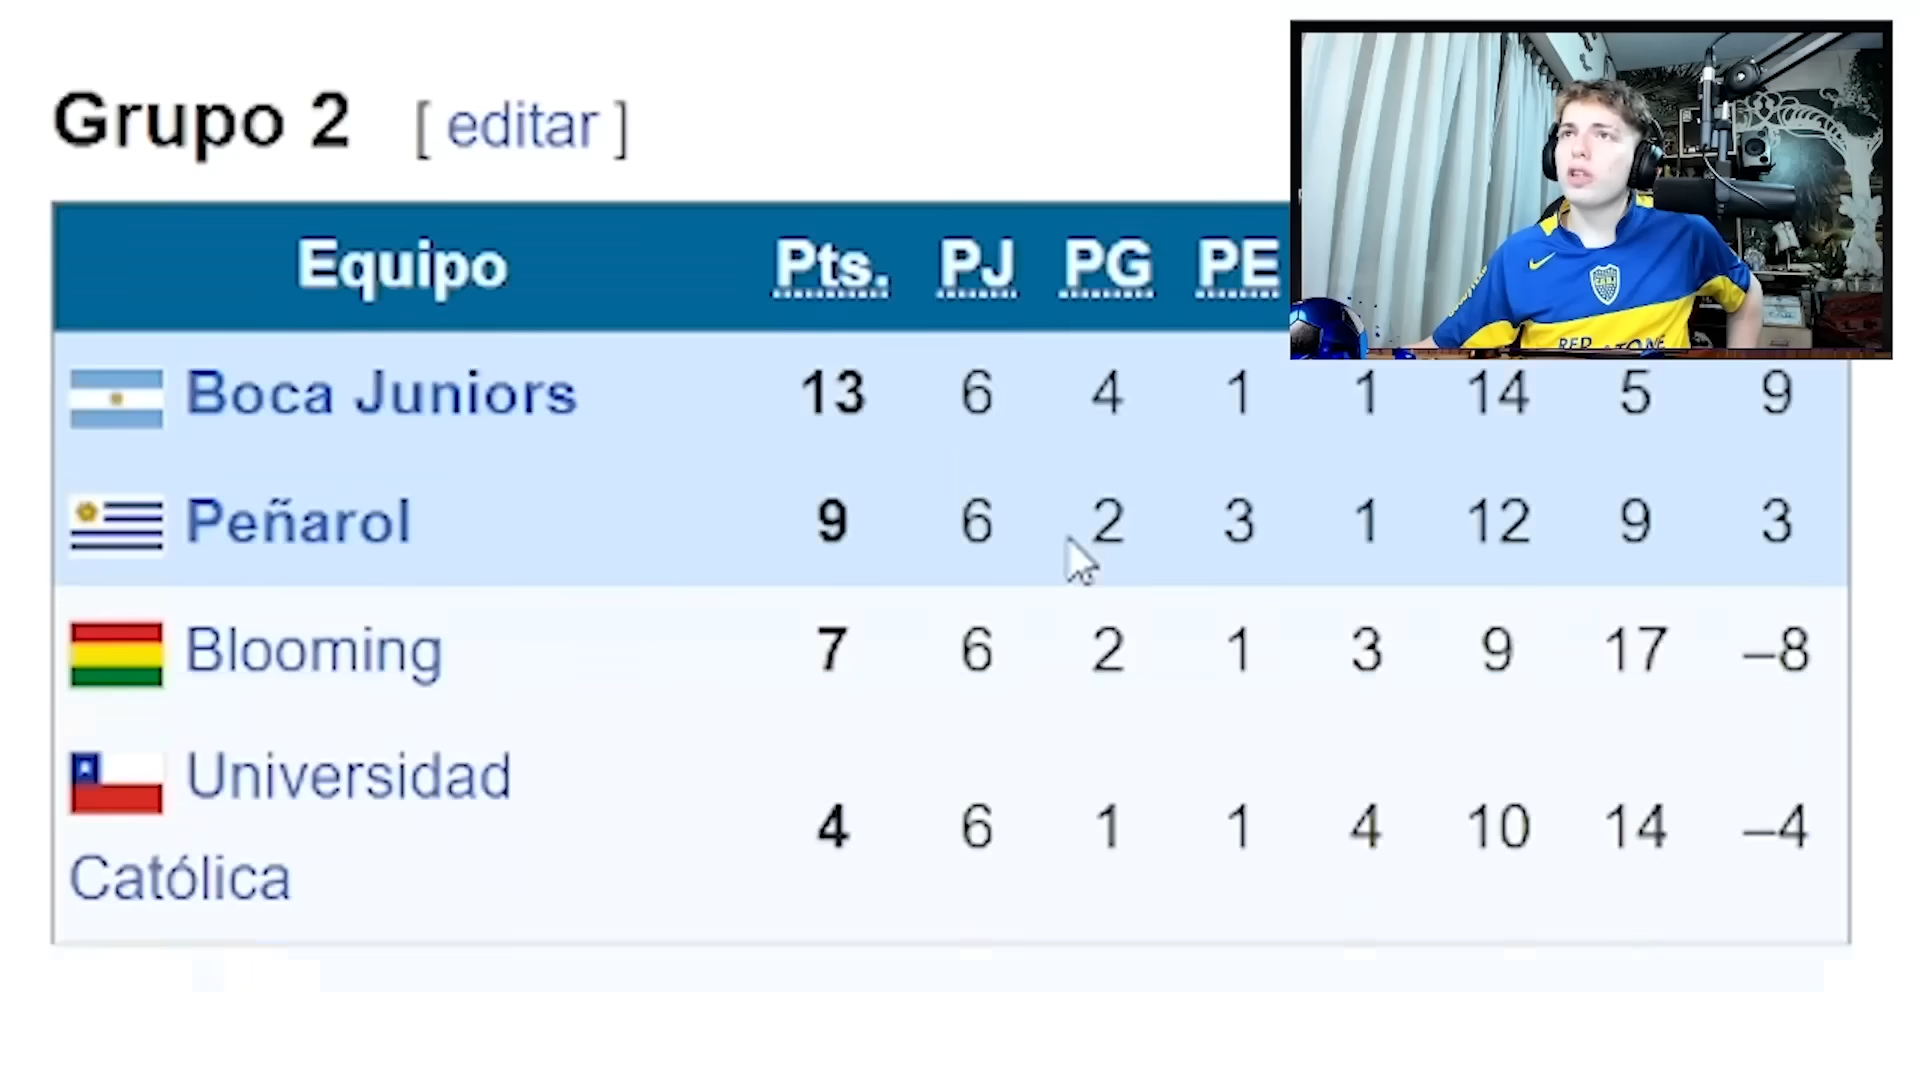 Grupo 2 [ editar ]
Equipo Pts. PJ PG PE
Boca Juniors 13 6 4 1 1 14 5 9
Peñarol 9 6 2 3 1 12 9 3
Blooming 7 6 2 1 3 9 17 –8
Universidad
Católica 4 6 1 1 4 10 14 –4